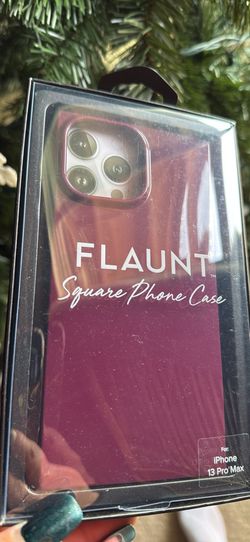 FLAUNT
Square Phone Case
For:
iPhone
13 Pro Max